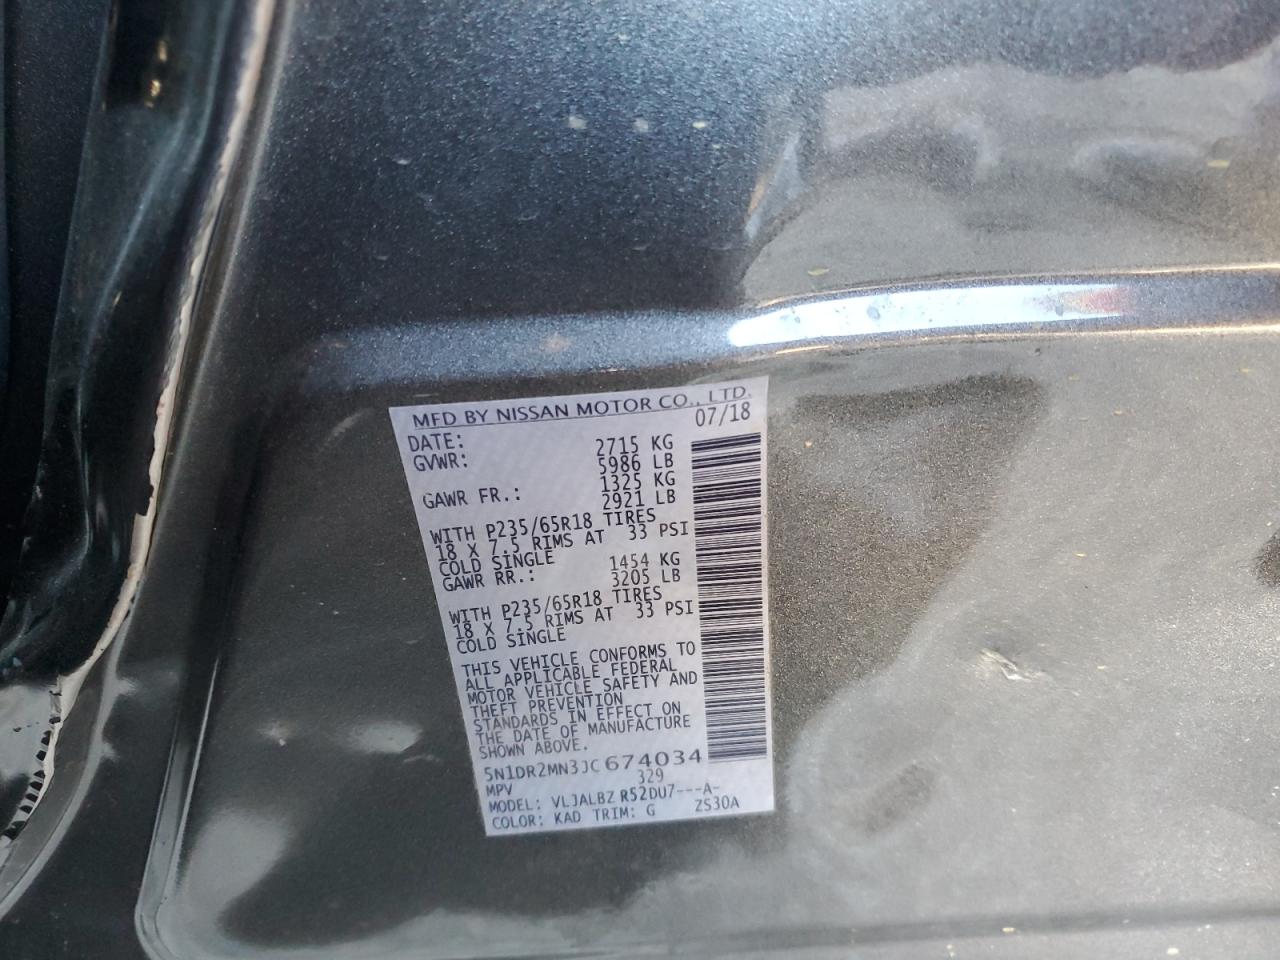 MFD BY NISSAN MOTOR CO., LTD.
DATE: 07/18
GVWR: 2715 KG
5986 LB
GAWR FR.: 1325 KG
2921 LB
WITH P235/65R18 TIRES
18 X 7.5 RIMS AT 33 PSI
COLD SINGLE
GAWR RR.: 1454 KG
3205 LB
WITH P235/65R18 TIRES
18 X 7.5 RIMS AT 33 PSI
COLD SINGLE
THIS VEHICLE CONFORMS TO
ALL APPLICABLE FEDERAL
MOTOR VEHICLE SAFETY AND
THEFT PREVENTION
STANDARDS IN EFFECT ON
THE DATE OF MANUFACTURE
SHOWN ABOVE.
5N1DR2MN3JC674034
MPV 329
MODEL: VLJALBZ R52DU7---A-
COLOR: KAD TRIM: G ZS30A